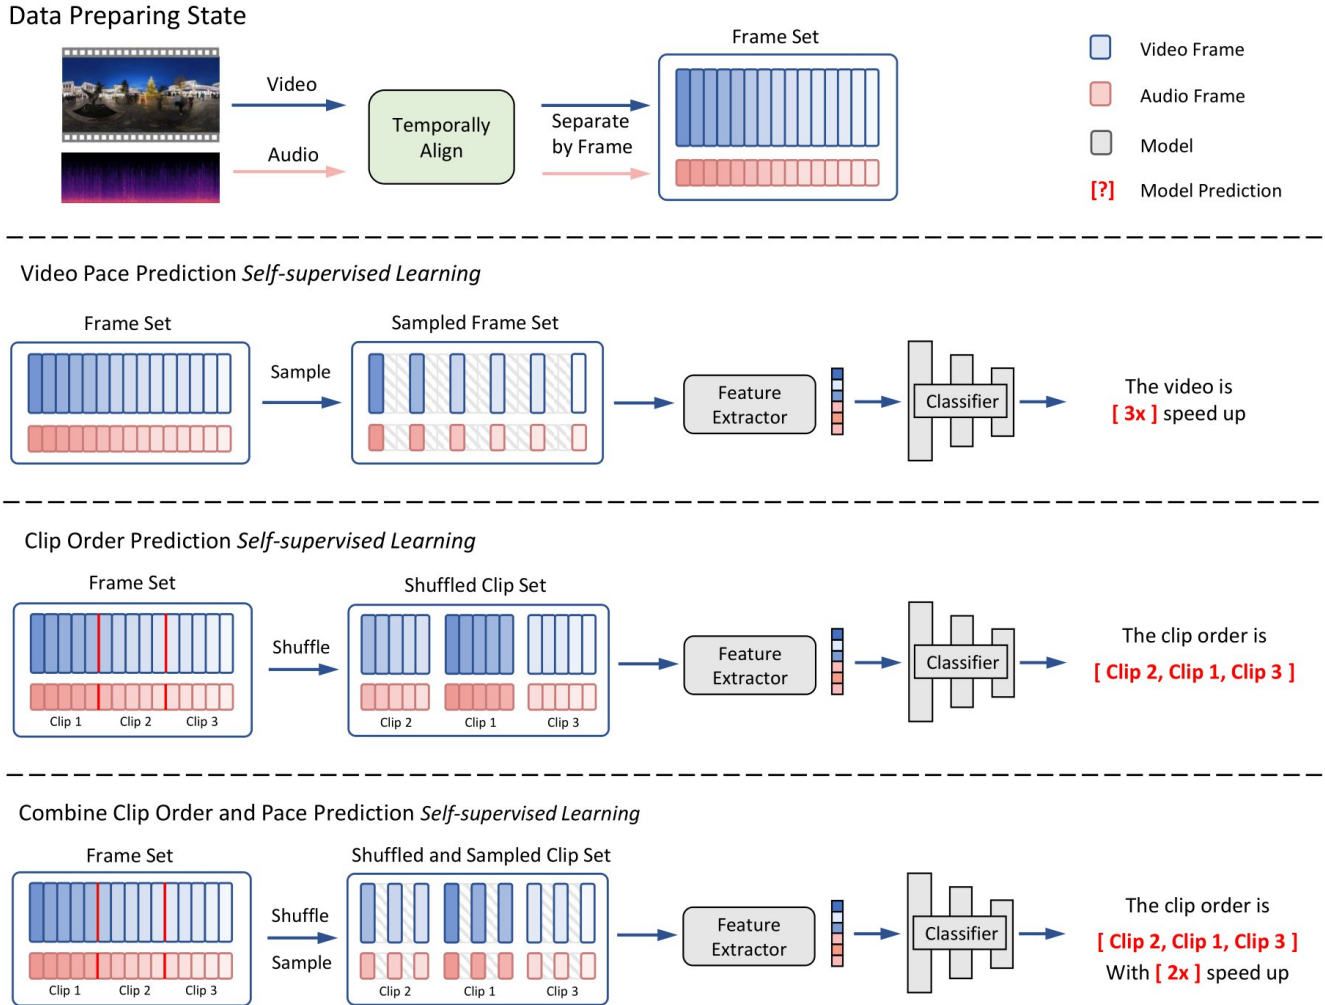 Data Preparing State
Video
Audio
Temporally
Align
Separate
by Frame
Frame Set
Video Frame
Audio Frame
Model
[?] Model Prediction
Video Pace Prediction Self-supervised Learning
Frame Set
Sample
Sampled Frame Set
Feature
Extractor
Classifier
The video is
[ 3x ] speed up
Clip Order Prediction Self-supervised Learning
Frame Set
Clip 1 Clip 2 Clip 3
Shuffle
Shuffled Clip Set
Clip 2 Clip 1 Clip 3
Feature
Extractor
Classifier
The clip order is
[ Clip 2, Clip 1, Clip 3 ]
Combine Clip Order and Pace Prediction Self-supervised Learning
Frame Set
Clip 1 Clip 2 Clip 3
Shuffle
Sample
Shuffled and Sampled Clip Set
Clip 2 Clip 1 Clip 3
Feature
Extractor
Classifier
The clip order is
[ Clip 2, Clip 1, Clip 3 ]
With [ 2x ] speed up